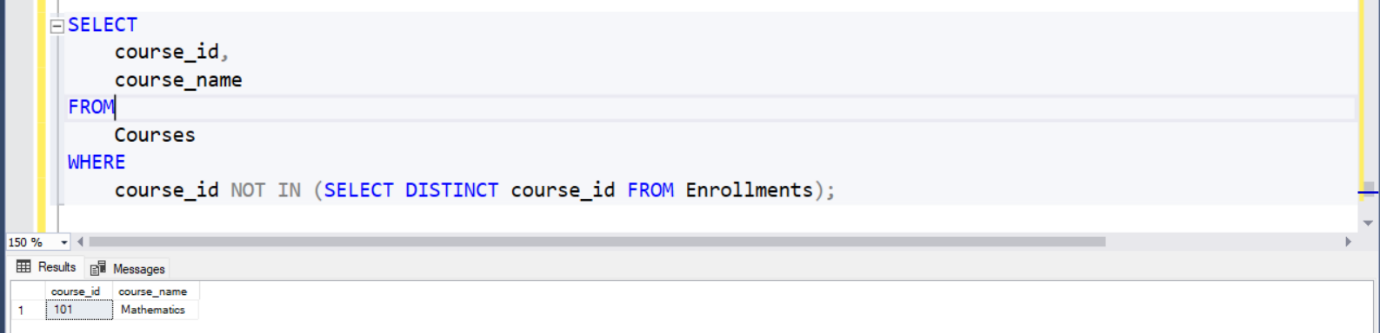 SELECT
course_id,
course_name
FROM
Courses
WHERE
course_id NOT IN (SELECT DISTINCT course_id FROM Enrollments);
150 %
Results Messages
course_id course_name
1 101 Mathematics